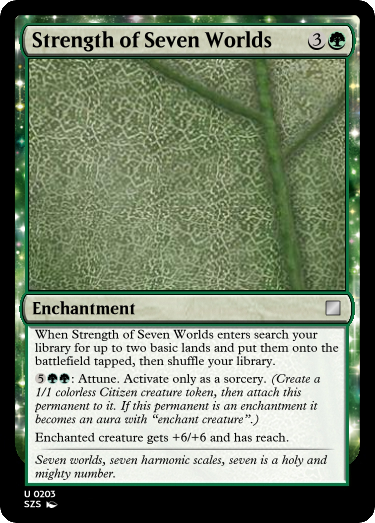 Strength of Seven Worlds 3
Enchantment
When Strength of Seven Worlds enters search your
library for up to two basic lands and put them onto the
battlefield tapped, then shuffle your library.
5: Attune. Activate only as a sorcery. (Create a
1/1 colorless Citizen creature token, then attach this
permanent to it. If this permanent is an enchantment it
becomes an aura with “enchant creature”.)
Enchanted creature gets +6/+6 and has reach.
Seven worlds, seven harmonic scales, seven is a holy and
mighty number.
U 0203
SZS